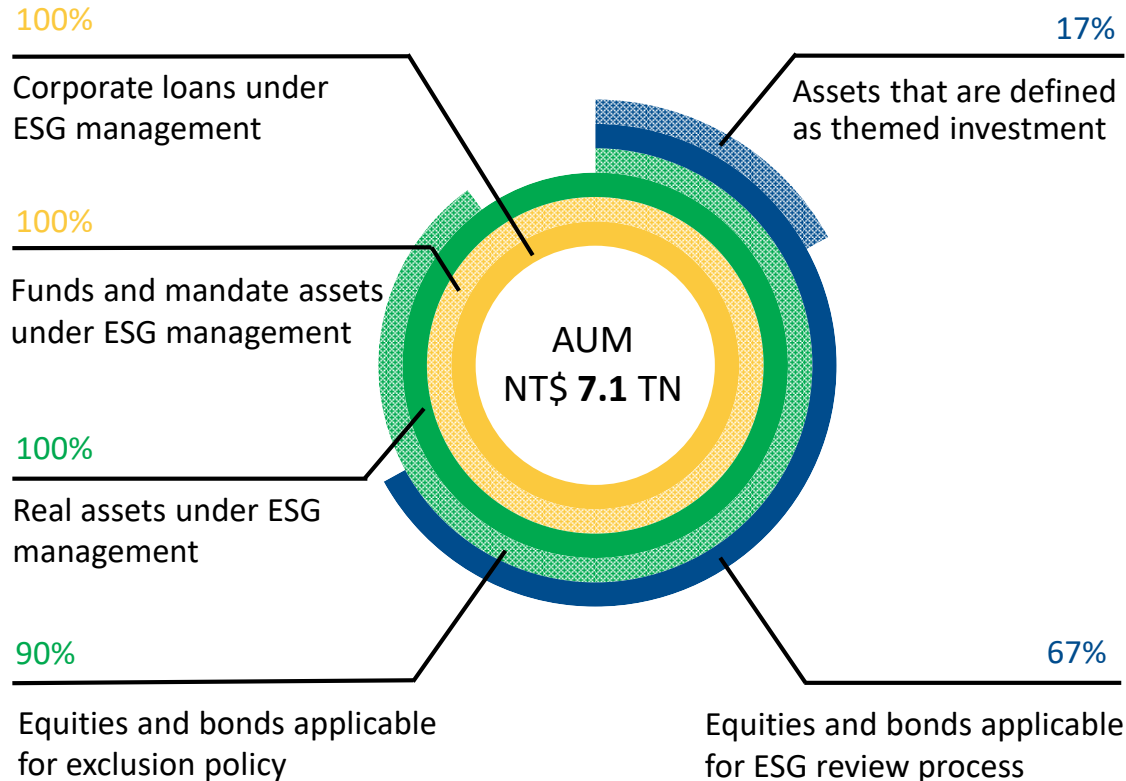 100%
Corporate loans under
ESG management
100%
Funds and mandate assets
under ESG management
100%
Real assets under ESG
management
90%
Equities and bonds applicable
for exclusion policy
AUM
NT$ 7.1 TN
17%
Assets that are defined
as themed investment
67%
Equities and bonds applicable
for ESG review process